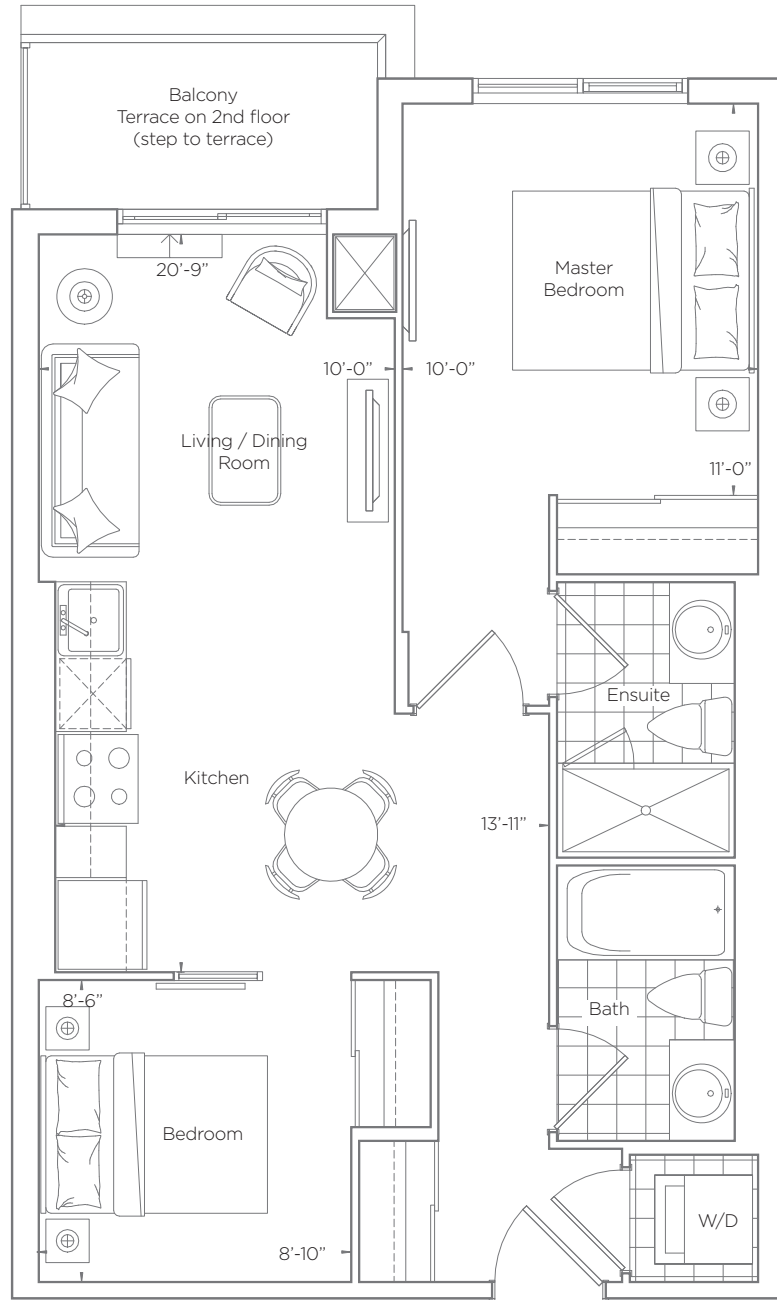 Balcony
Terrace on 2nd floor
(step to terrace)
20’-9”
Master
Bedroom
10’-0”
10’-0”
Living / Dining
Room
11’-0”
Ensuite
Kitchen
13’-11”
8’-6”
Bath
Bedroom
W/D
8’-10”